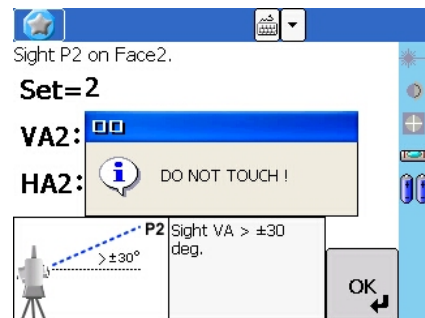 Sight P2 on Face2.
Set=2
VA2:
DO NOT TOUCH !
HA2:
P2
>±30°
Sight VA > ±30
deg.
OK